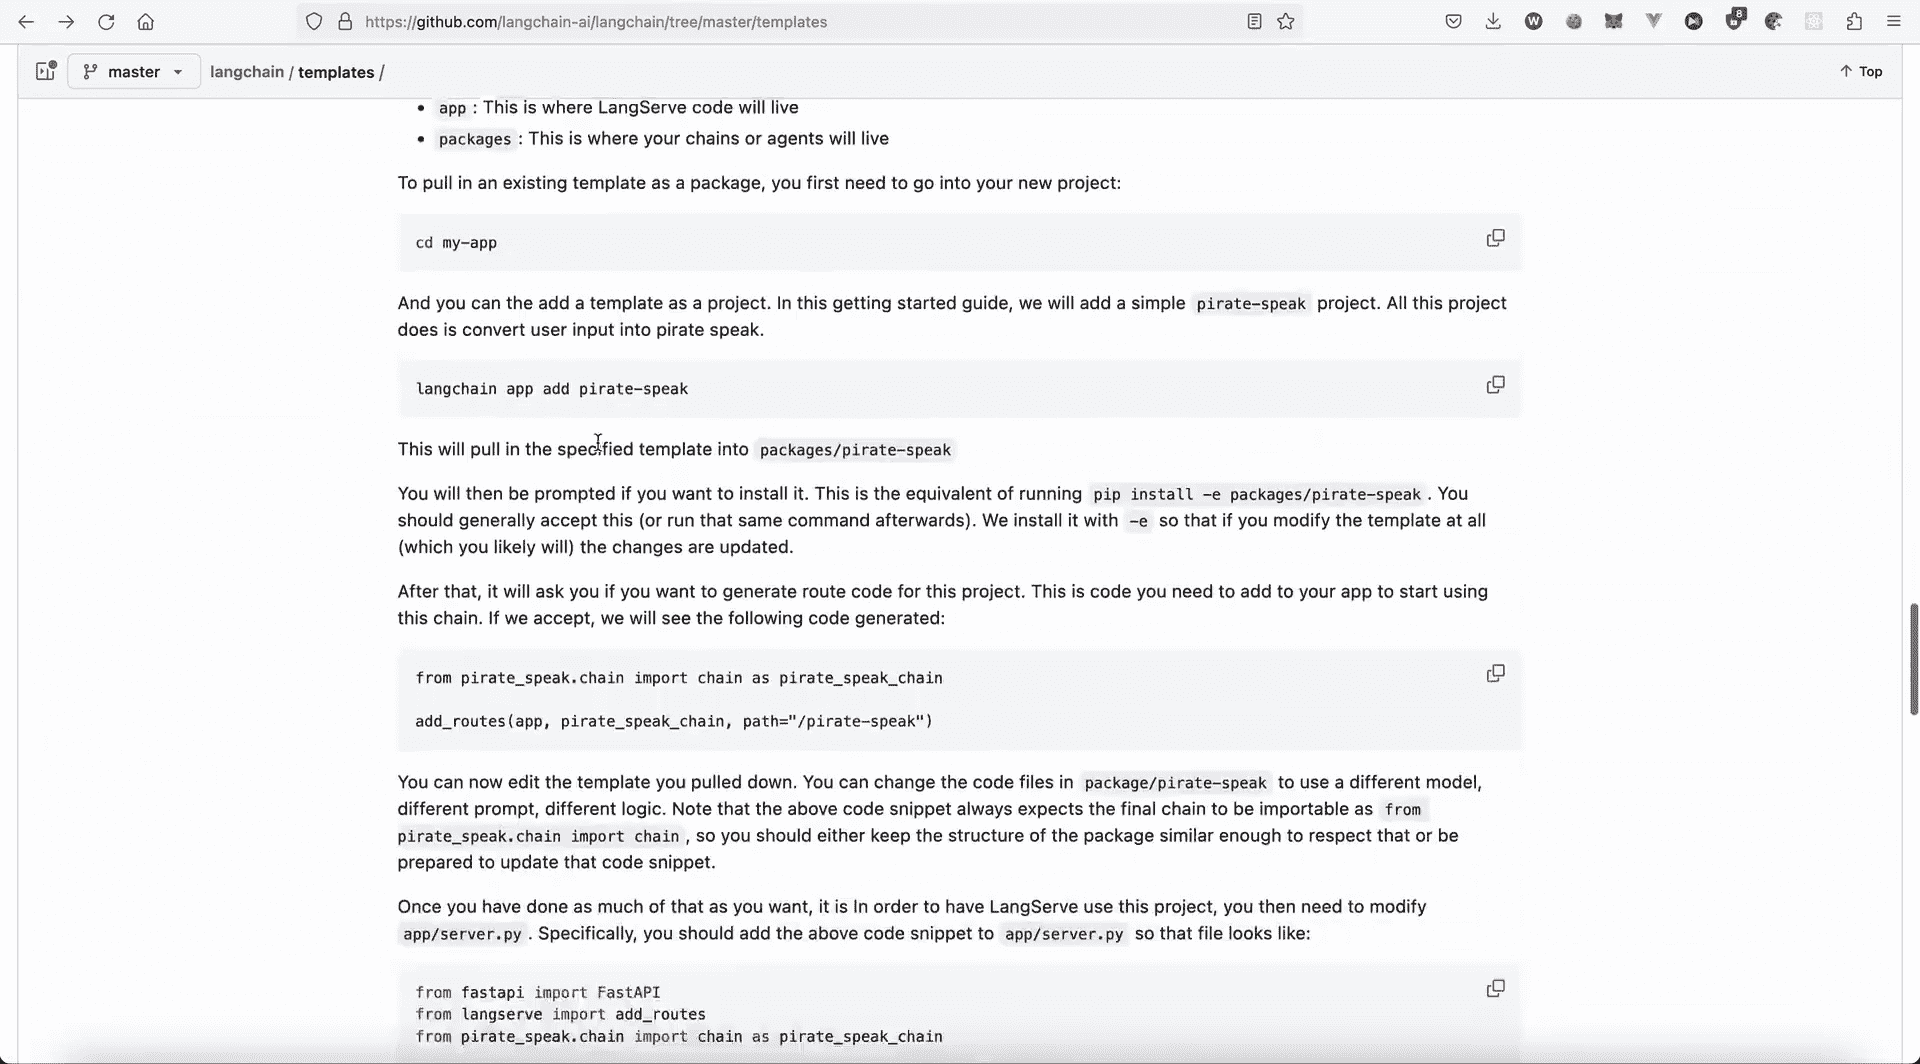 https://github.com/langchain-ai/langchain/tree/master/templates
W
8
master
langchain / templates /
Top
app : This is where LangServe code will live
packages : This is where your chains or agents will live
To pull in an existing template as a package, you first need to go into your new project:
cd my-app
And you can the add a template as a project. In this getting started guide, we will add a simple pirate-speak project. All this project
does is convert user input into pirate speak.
langchain app add pirate-speak
This will pull in the specified template into packages/pirate-speak
You will then be prompted if you want to install it. This is the equivalent of running pip install -e packages/pirate-speak . You
should generally accept this (or run that same command afterwards). We install it with -e so that if you modify the template at all
(which you likely will) the changes are updated.
After that, it will ask you if you want to generate route code for this project. This is code you need to add to your app to start using
this chain. If we accept, we will see the following code generated:
from pirate_speak.chain import chain as pirate_speak_chain
add_routes(app, pirate_speak_chain, path="/pirate-speak")
You can now edit the template you pulled down. You can change the code files in package/pirate-speak to use a different model,
different prompt, different logic. Note that the above code snippet always expects the final chain to be importable as from
pirate_speak.chain import chain , so you should either keep the structure of the package similar enough to respect that or be
prepared to update that code snippet.
Once you have done as much of that as you want, it is In order to have LangServe use this project, you then need to modify
app/server.py . Specifically, you should add the above code snippet to app/server.py so that file looks like:
from fastapi import FastAPI
from langserve import add_routes
from pirate_speak.chain import chain as pirate_speak_chain